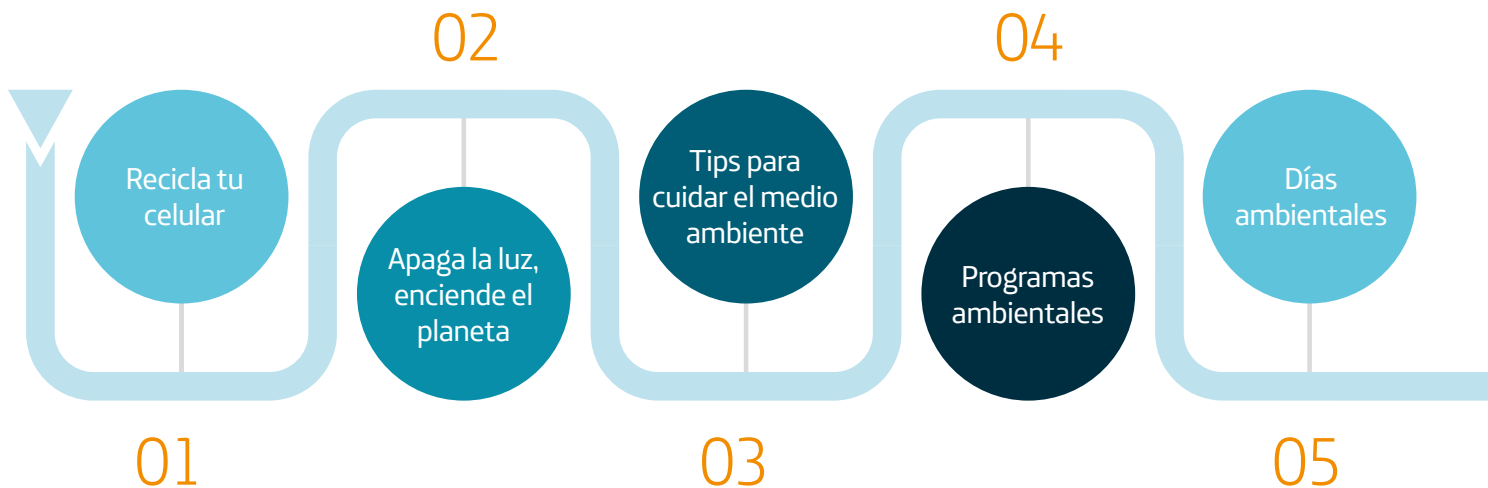 01
Recicla tu
celular
02
Apaga la luz,
enciende el
planeta
03
Tips para
cuidar el medio
ambiente
04
Programas
ambientales
05
Días
ambientales